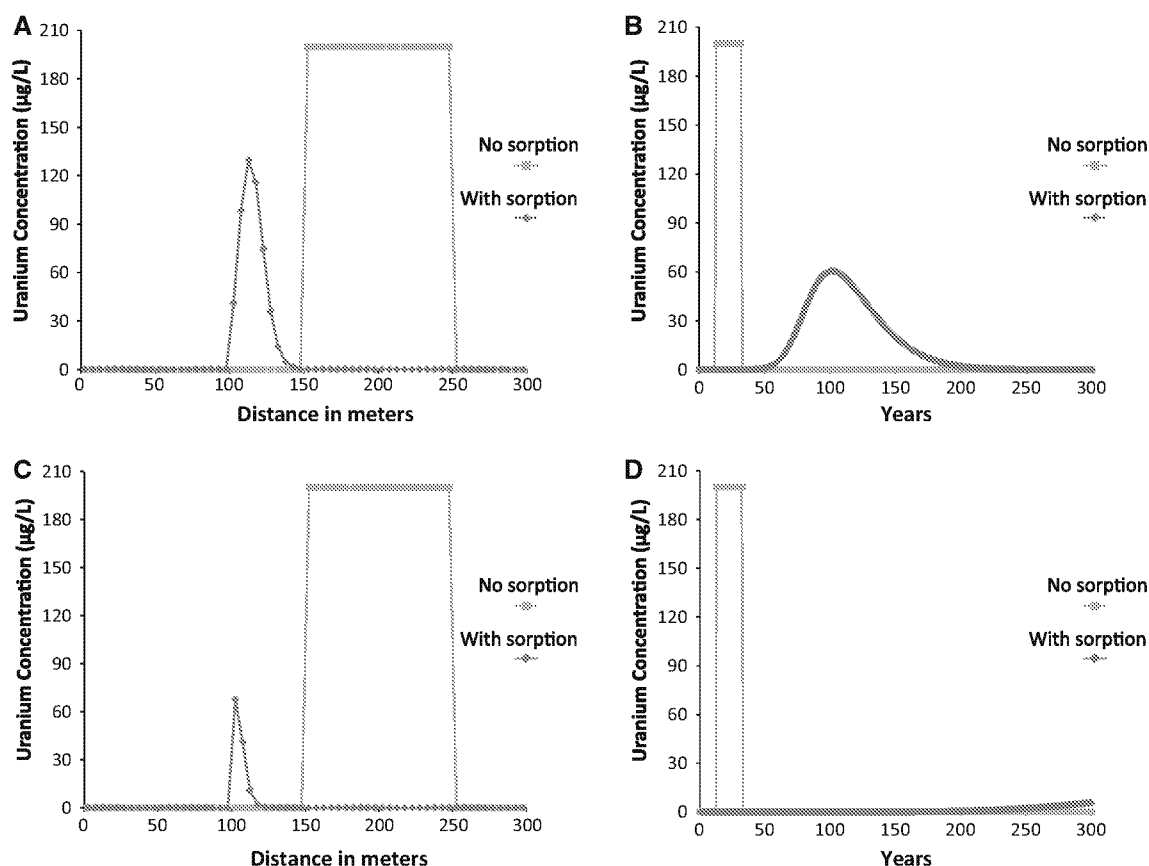 A
Uranium Concentration (µg/L)
210
180
150
120
90
60
30
0
0 50 100 150 200 250 300
Distance in meters
No sorption
With sorption
B
Uranium Concentration (µg/L)
210
180
150
120
90
60
30
0
0 50 100 150 200 250 300
Years
No sorption
With sorption
C
Uranium Concentration (µg/L)
210
180
150
120
90
60
30
0
0 50 100 150 200 250 300
Distance in meters
No sorption
With sorption
D
Uranium Concentration (µg/L)
210
180
150
120
90
60
30
0
0 50 100 150 200 250 300
Years
No sorption
With sorption